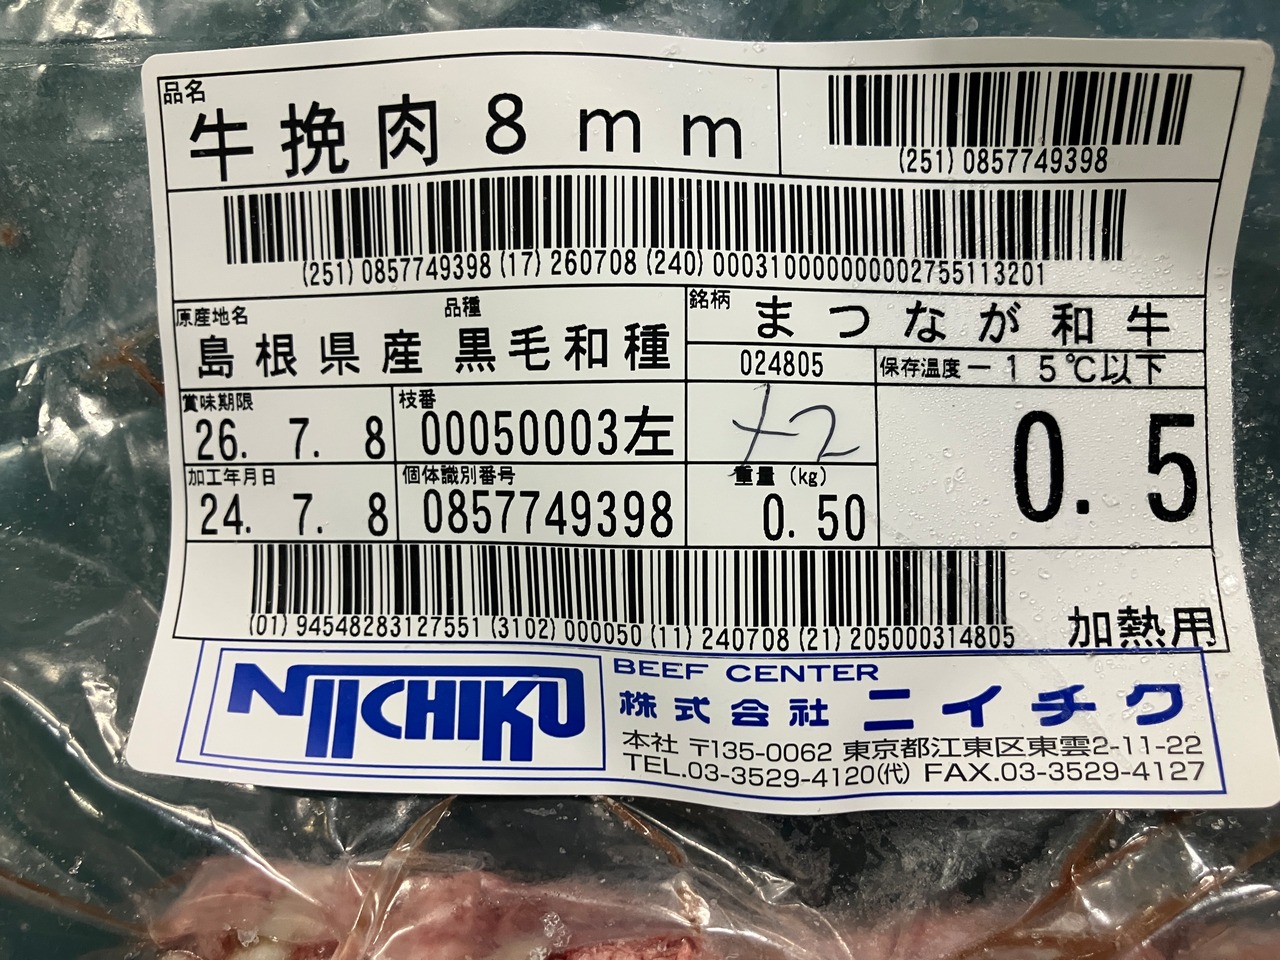 品名
牛挽肉8mm
(251) 0857749398
(251) 0857749398 (17) 260708 (240) 0003100000000002755113201
原産地名
島根県産
品種
黒毛和種
銘柄
まつなが和牛
024805
保存温度 -15℃以下
賞味期限
26. 7. 8
枝番
00050003左
+2
0.5
加工年月日
24. 7. 8
個体識別番号
0857749398
重量 (kg)
0.50
(01) 94548283127551 (3102) 000050 (11) 240708 (21) 205000314805
加熱用
NIICHIKU
BEEF CENTER
株式会社 ニイチク
本社 〒135-0062 東京都江東区東雲2-11-22
TEL.03-3529-4120(代) FAX.03-3529-4127